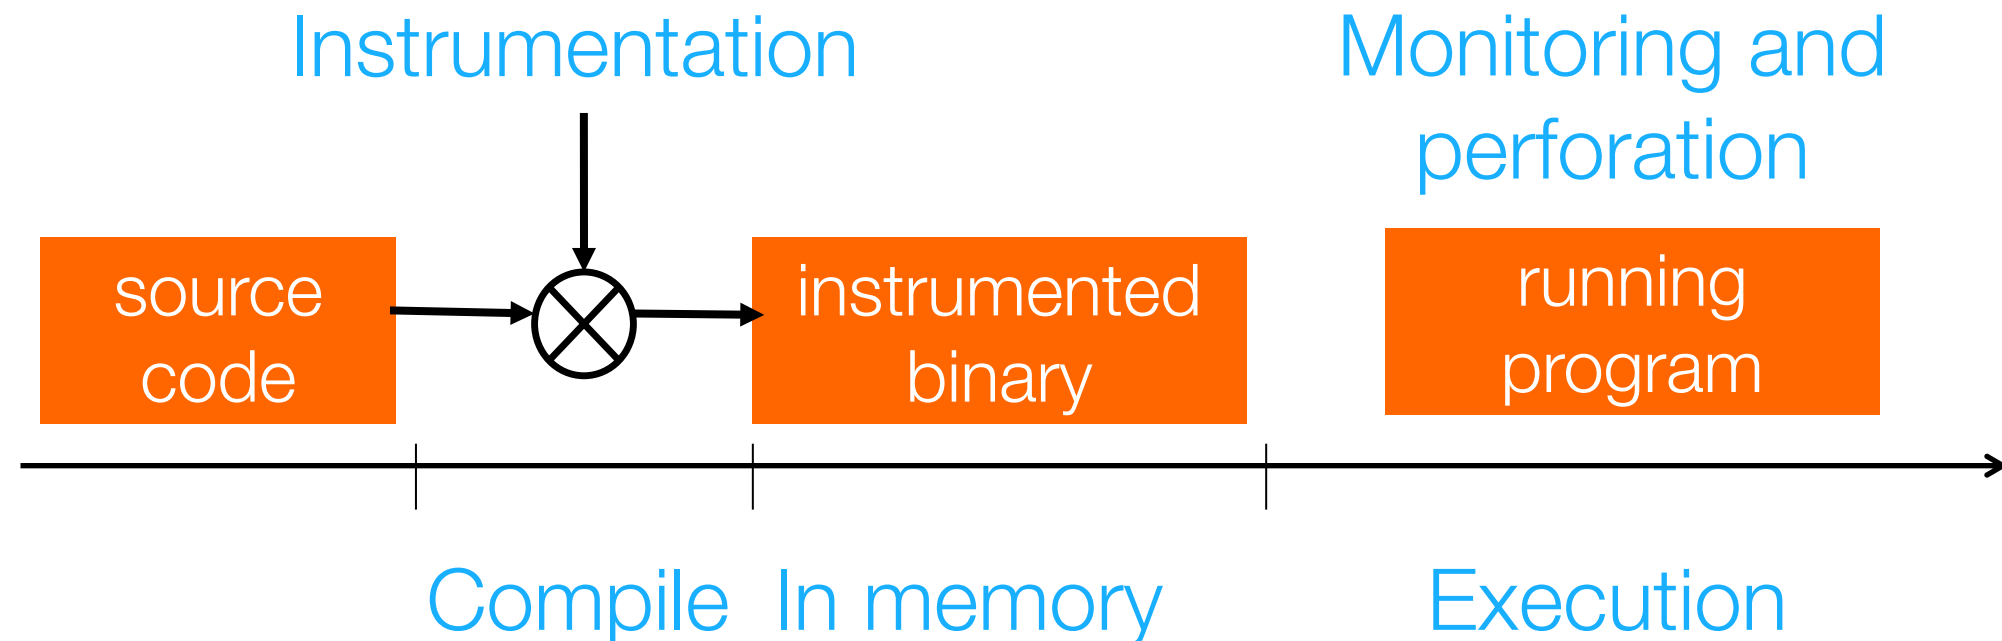 Instrumentation
Monitoring and
perforation
source
code
instrumented
binary
running
program
Compile
In memory
Execution